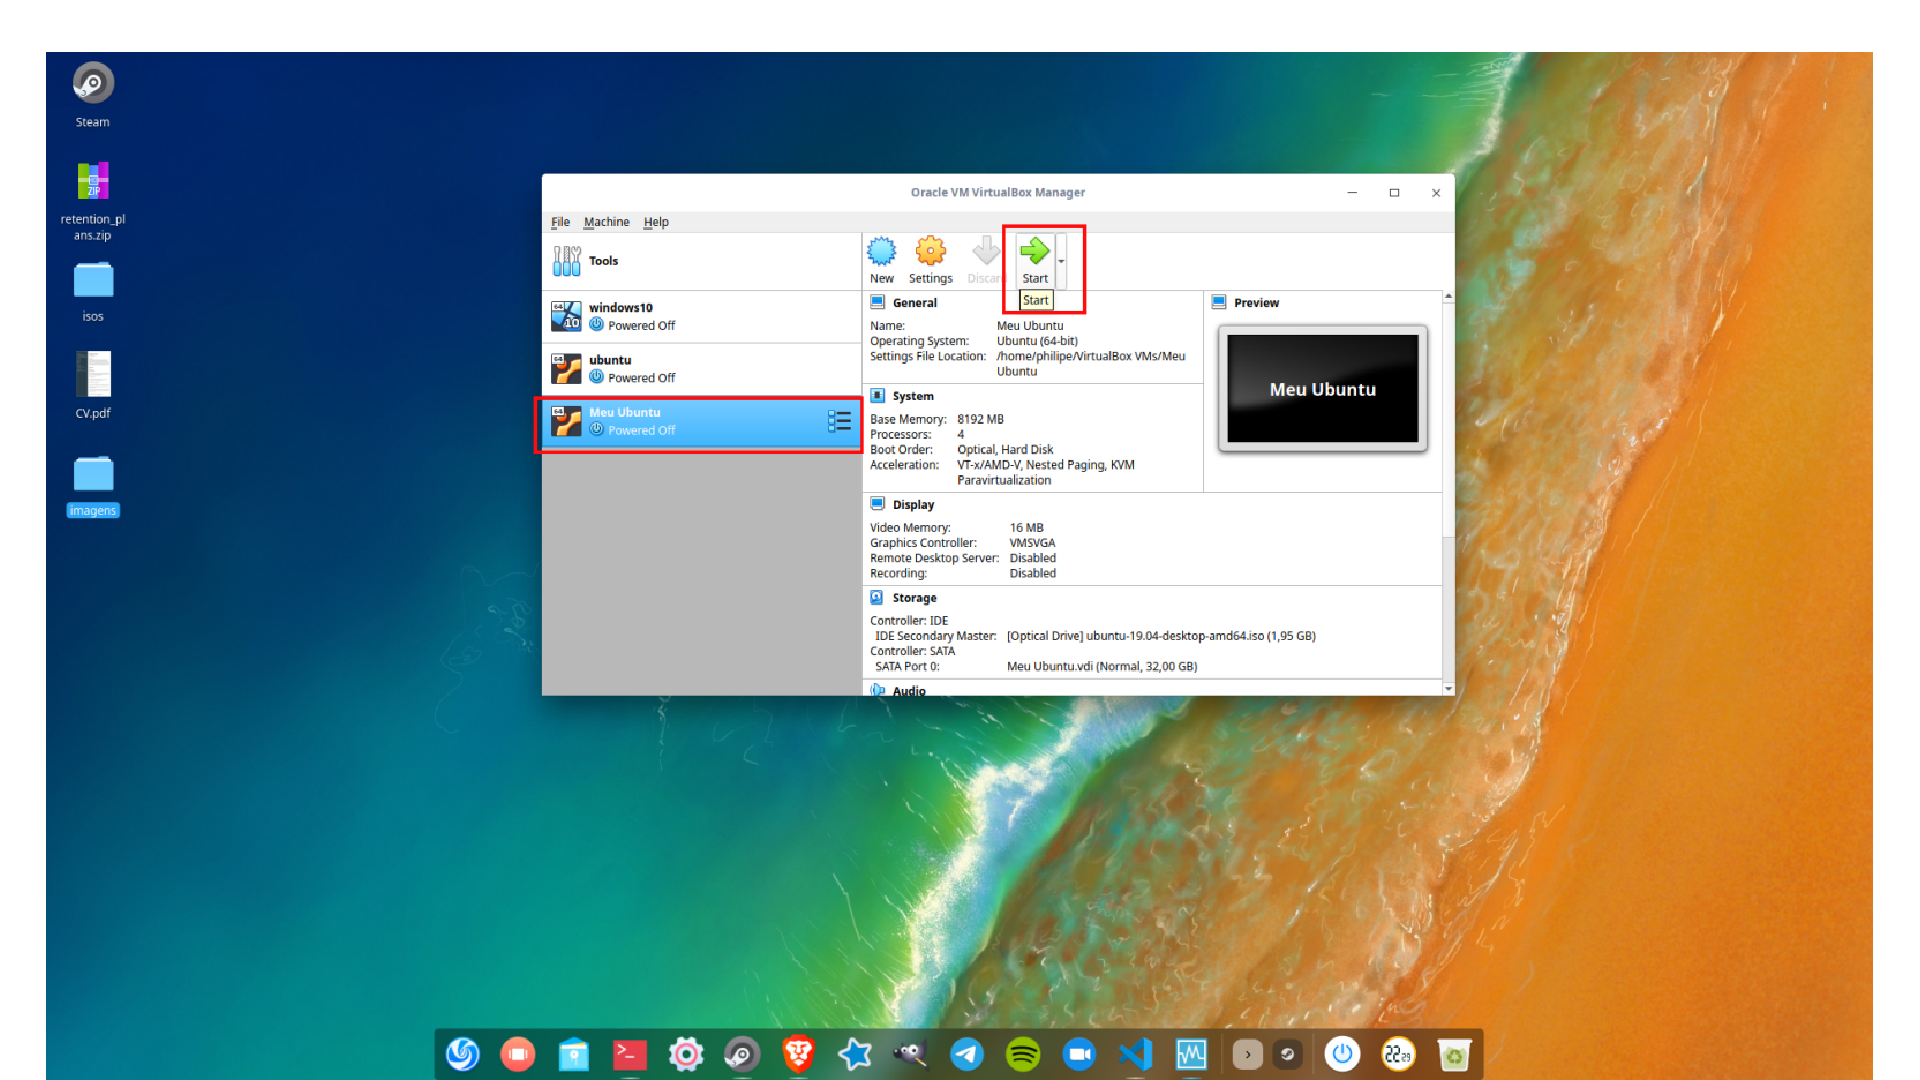 Steam
retention_pl
ans.zip
isos
CV.pdf
imagens
Oracle VM VirtualBox Manager
File Machine Help
Tools
New Settings Discar Start
Start
windows10
Powered Off
ubuntu
Powered Off
Meu Ubuntu
Powered Off
General
Name: Meu Ubuntu
Operating System: Ubuntu (64-bit)
Settings File Location: /home/philipe/VirtualBox VMs/Meu
Ubuntu
System
Base Memory: 8192 MB
Processors: 4
Boot Order: Optical, Hard Disk
Acceleration: VT-x/AMD-V, Nested Paging, KVM
Paravirtualization
Preview
Meu Ubuntu
Display
Video Memory: 16 MB
Graphics Controller: VMSVGA
Remote Desktop Server: Disabled
Recording: Disabled
Storage
Controller: IDE
IDE Secondary Master: [Optical Drive] ubuntu-19.04-desktop-amd64.iso (1,95 GB)
Controller: SATA
SATA Port 0: Meu Ubuntu.vdi (Normal, 32,00 GB)
Audio
22 29